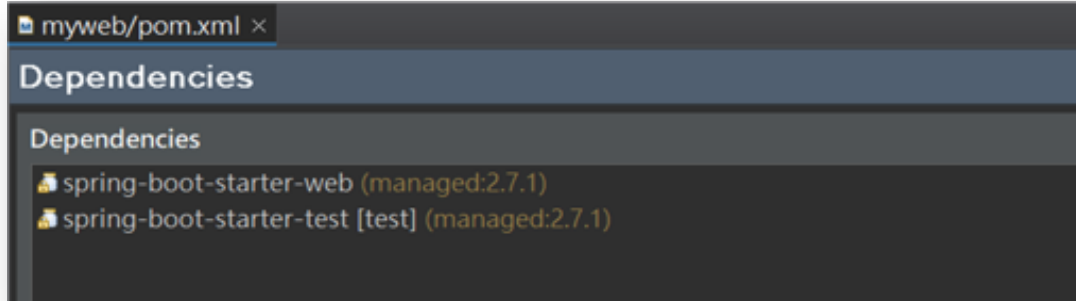 myweb/pom.xml ×
Dependencies
Dependencies
spring-boot-starter-web (managed:2.7.1)
spring-boot-starter-test [test] (managed:2.7.1)